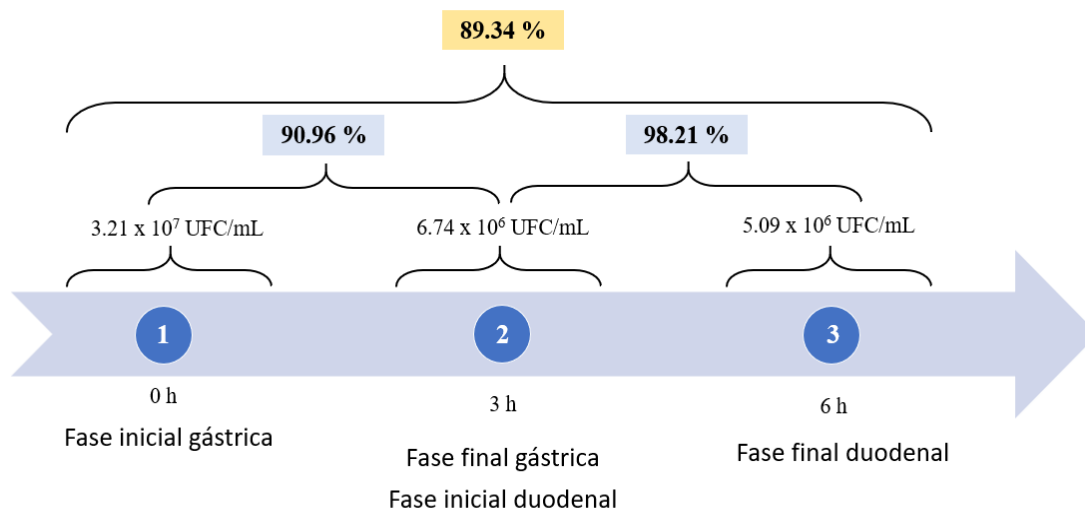 89.34 %
90.96 %
98.21 %
3.21 x 10⁷ UFC/mL
6.74 x 10⁶ UFC/mL
5.09 x 10⁶ UFC/mL
1
2
3
0 h
3 h
6 h
Fase inicial gástrica
Fase final gástrica
Fase inicial duodenal
Fase final duodenal